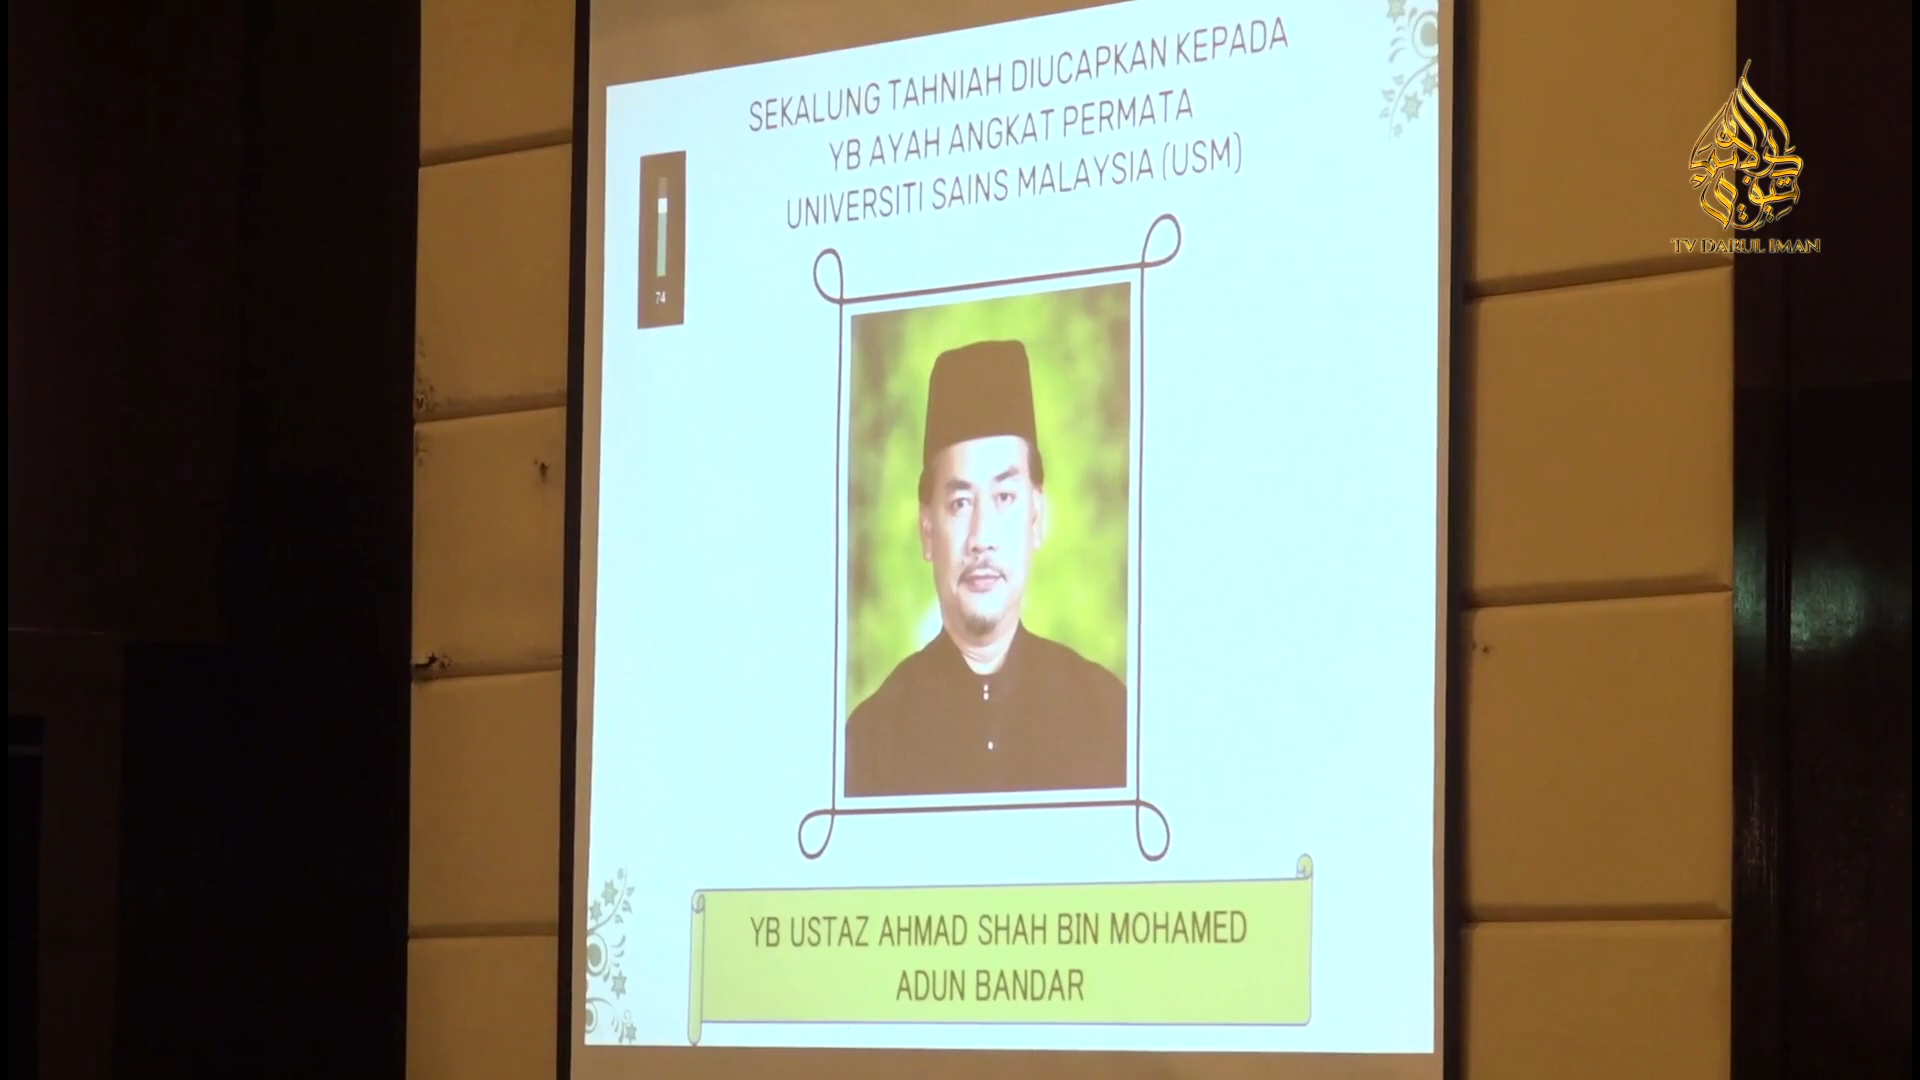 SEKALUNG TAHNIAH DIUCAPKAN KEPADA
YB AYAH ANGKAT PERMATA
UNIVERSITI SAINS MALAYSIA (USM)
74
YB USTAZ AHMAD SHAH BIN MOHAMED
ADUN BANDAR
TV DARUL IMAN